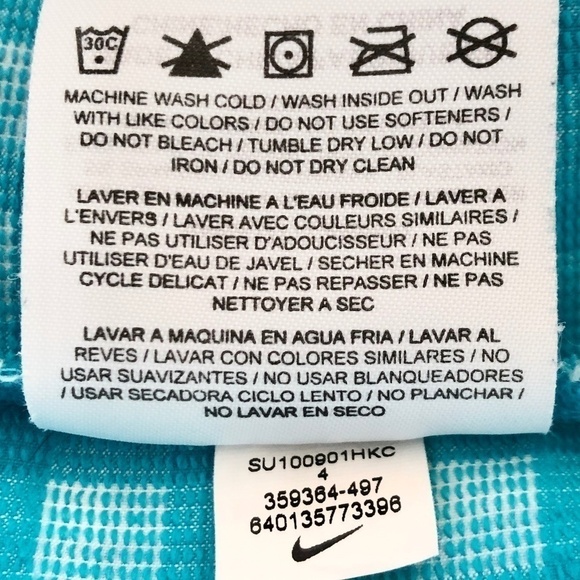 30C
MACHINE WASH COLD / WASH INSIDE OUT / WASH
WITH LIKE COLORS / DO NOT USE SOFTENERS /
DO NOT BLEACH / TUMBLE DRY LOW / DO NOT
IRON / DO NOT DRY CLEAN
LAVER EN MACHINE A L'EAU FROIDE / LAVER A
L'ENVERS / LAVER AVEC COULEURS SIMILAIRES /
NE PAS UTILISER D'ADOUCISSEUR / NE PAS
UTILISER D'EAU DE JAVEL / SECHER EN MACHINE
CYCLE DELICAT / NE PAS REPASSER / NE PAS
NETTOYER A SEC
LAVAR A MAQUINA EN AGUA FRIA / LAVAR AL
REVES / LAVAR CON COLORES SIMILARES / NO
USAR SUAVIZANTES / NO USAR BLANQUEADORES
/ USAR SECADORA CICLO LENTO / NO PLANCHAR /
NO LAVAR EN SECO
SU100901HKC
4
359364-497
640135773396